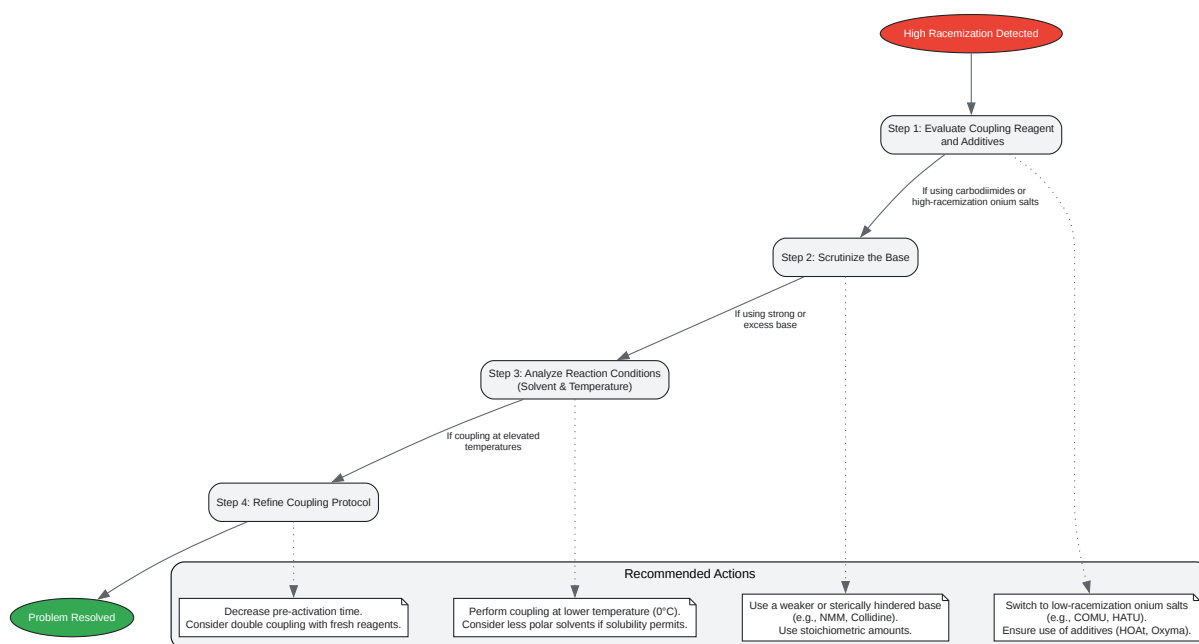 High Racemization Detected
Step 1: Evaluate Coupling Reagent
and Additives
If using carbodiimides or
high-racemization onium salts
Step 2: Scrutinize the Base
If using strong or
excess base
Step 3: Analyze Reaction Conditions
(Solvent & Temperature)
If coupling at elevated
temperatures
Step 4: Refine Coupling Protocol
Problem Resolved
Recommended Actions
Decrease pre-activation time.
Consider double coupling with fresh reagents.
Perform coupling at lower temperature (0°C).
Consider less polar solvents if solubility permits.
Use a weaker or sterically hindered base
(e.g., NMM, Collidine).
Use stoichiometric amounts.
Switch to low-racemization onium salts
(e.g., COMU, HATU).
Ensure use of additives (HOAt, Oxyma).